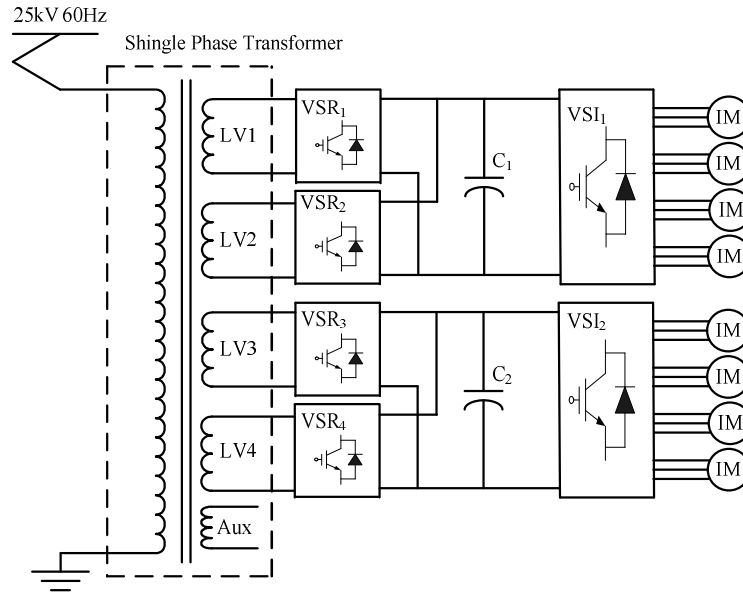 25kV 60Hz
Shingle Phase Transformer
LV1
LV2
LV3
LV4
Aux
VSR₁
VSR₂
VSR₃
VSR₄
C₁
C₂
VSI₁
VSI₂
IM
IM
IM
IM
IM
IM
IM
IM